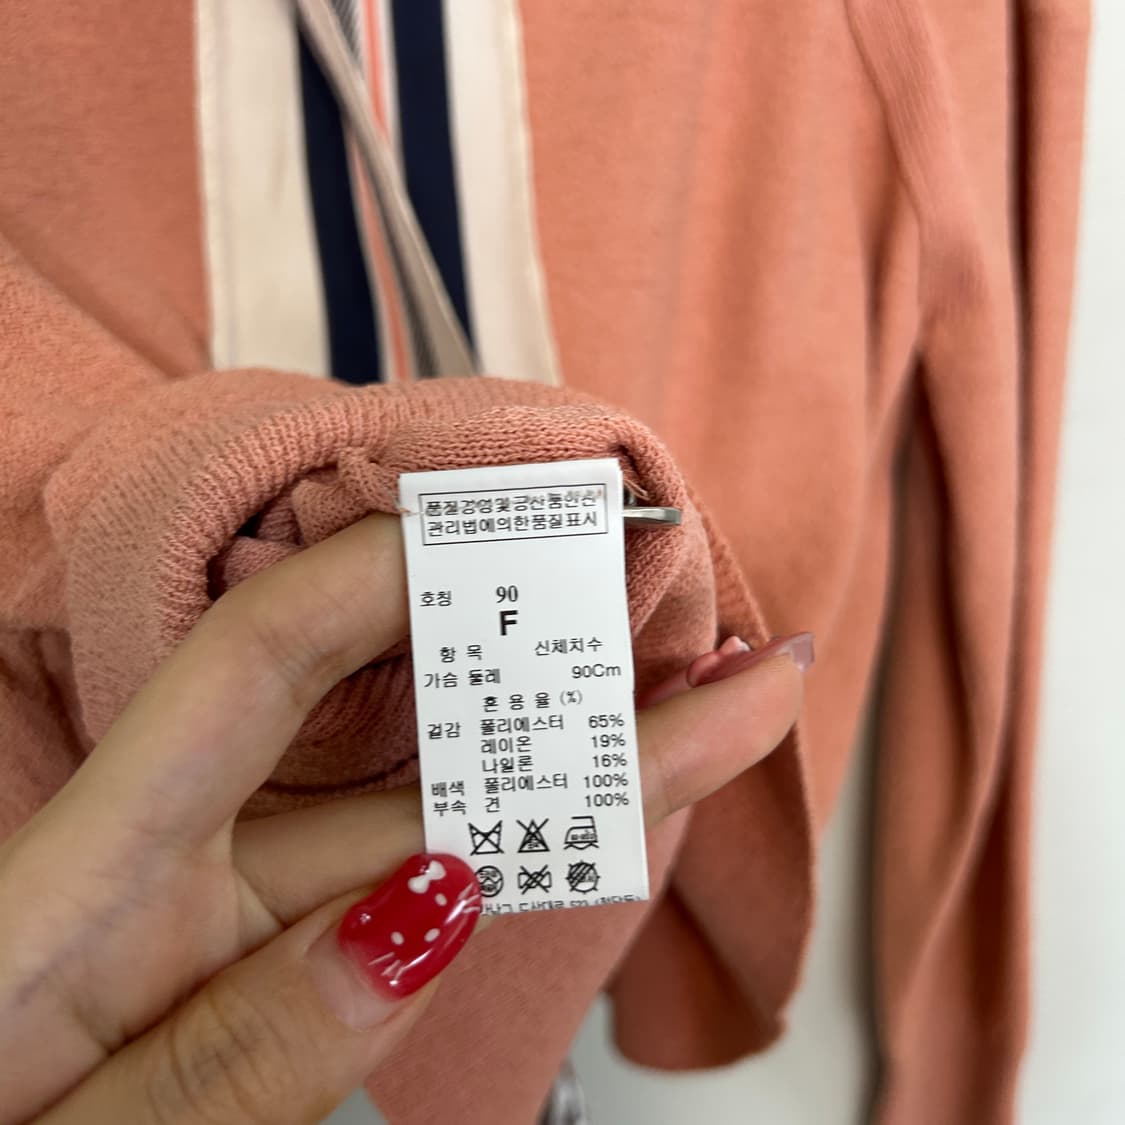 품질경영및공산품안전
관리법에의한품질표시
호칭 90
F
항 목 신체치수
가슴 둘레 90Cm
혼 용 율 (%)
겉감 폴리에스터 65%
레이온 19%
나일론 16%
배색 폴리에스터 100%
부속 견 100%